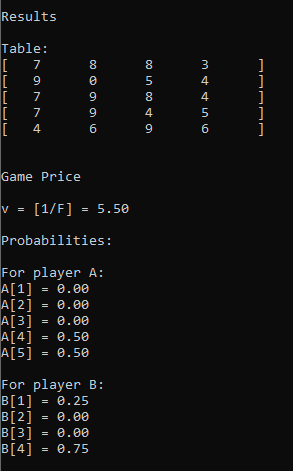 Results
Table:
[ 7 8 8 3 ]
[ 9 0 5 4 ]
[ 7 9 8 4 ]
[ 7 9 4 5 ]
[ 4 6 9 6 ]
Game Price
v = [1/F] = 5.50
Probabilities:
For player A:
A[1] = 0.00
A[2] = 0.00
A[3] = 0.00
A[4] = 0.50
A[5] = 0.50
For player B:
B[1] = 0.25
B[2] = 0.00
B[3] = 0.00
B[4] = 0.75